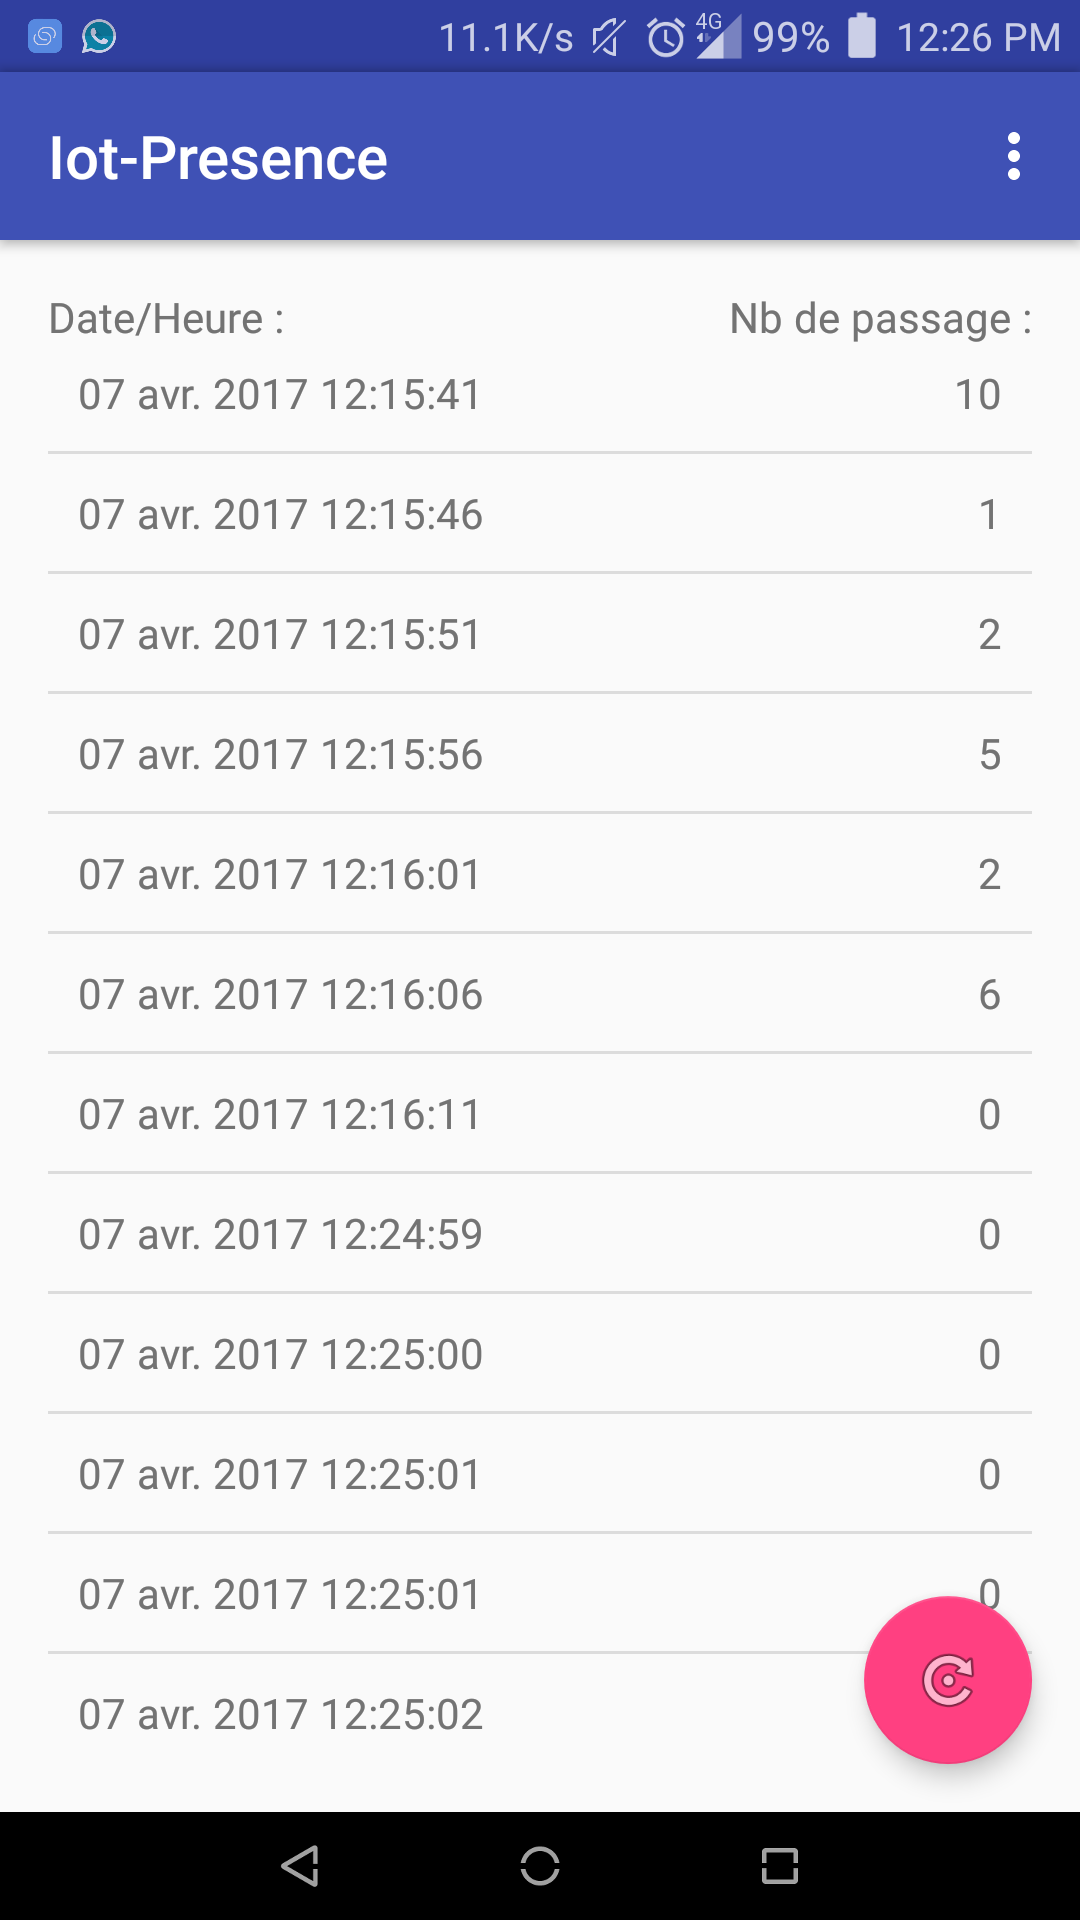 11.1K/s 4G 99% 12:26 PM
Iot-Presence
Date/Heure : Nb de passage :
07 avr. 2017 12:15:41 10
07 avr. 2017 12:15:46 1
07 avr. 2017 12:15:51 2
07 avr. 2017 12:15:56 5
07 avr. 2017 12:16:01 2
07 avr. 2017 12:16:06 6
07 avr. 2017 12:16:11 0
07 avr. 2017 12:24:59 0
07 avr. 2017 12:25:00 0
07 avr. 2017 12:25:01 0
07 avr. 2017 12:25:01 0
07 avr. 2017 12:25:02